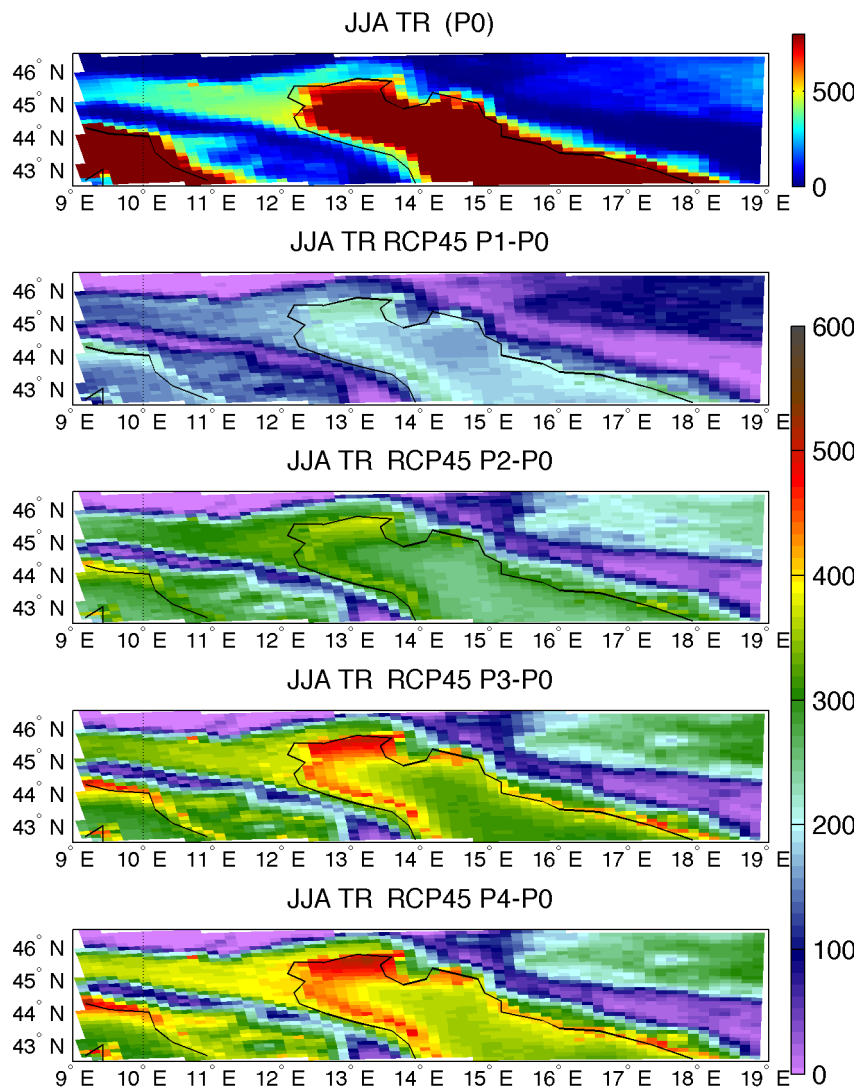 JJA TR (P0)
46° N
45° N
44° N
43° N
9° E 10° E 11° E 12° E 13° E 14° E 15° E 16° E 17° E 18° E 19° E
500
0
JJA TR RCP45 P1-P0
46° N
45° N
44° N
43° N
9° E 10° E 11° E 12° E 13° E 14° E 15° E 16° E 17° E 18° E 19° E
JJA TR RCP45 P2-P0
46° N
45° N
44° N
43° N
9° E 10° E 11° E 12° E 13° E 14° E 15° E 16° E 17° E 18° E 19° E
JJA TR RCP45 P3-P0
46° N
45° N
44° N
43° N
9° E 10° E 11° E 12° E 13° E 14° E 15° E 16° E 17° E 18° E 19° E
JJA TR RCP45 P4-P0
46° N
45° N
44° N
43° N
9° E 10° E 11° E 12° E 13° E 14° E 15° E 16° E 17° E 18° E 19° E
600
500
400
300
200
100
0